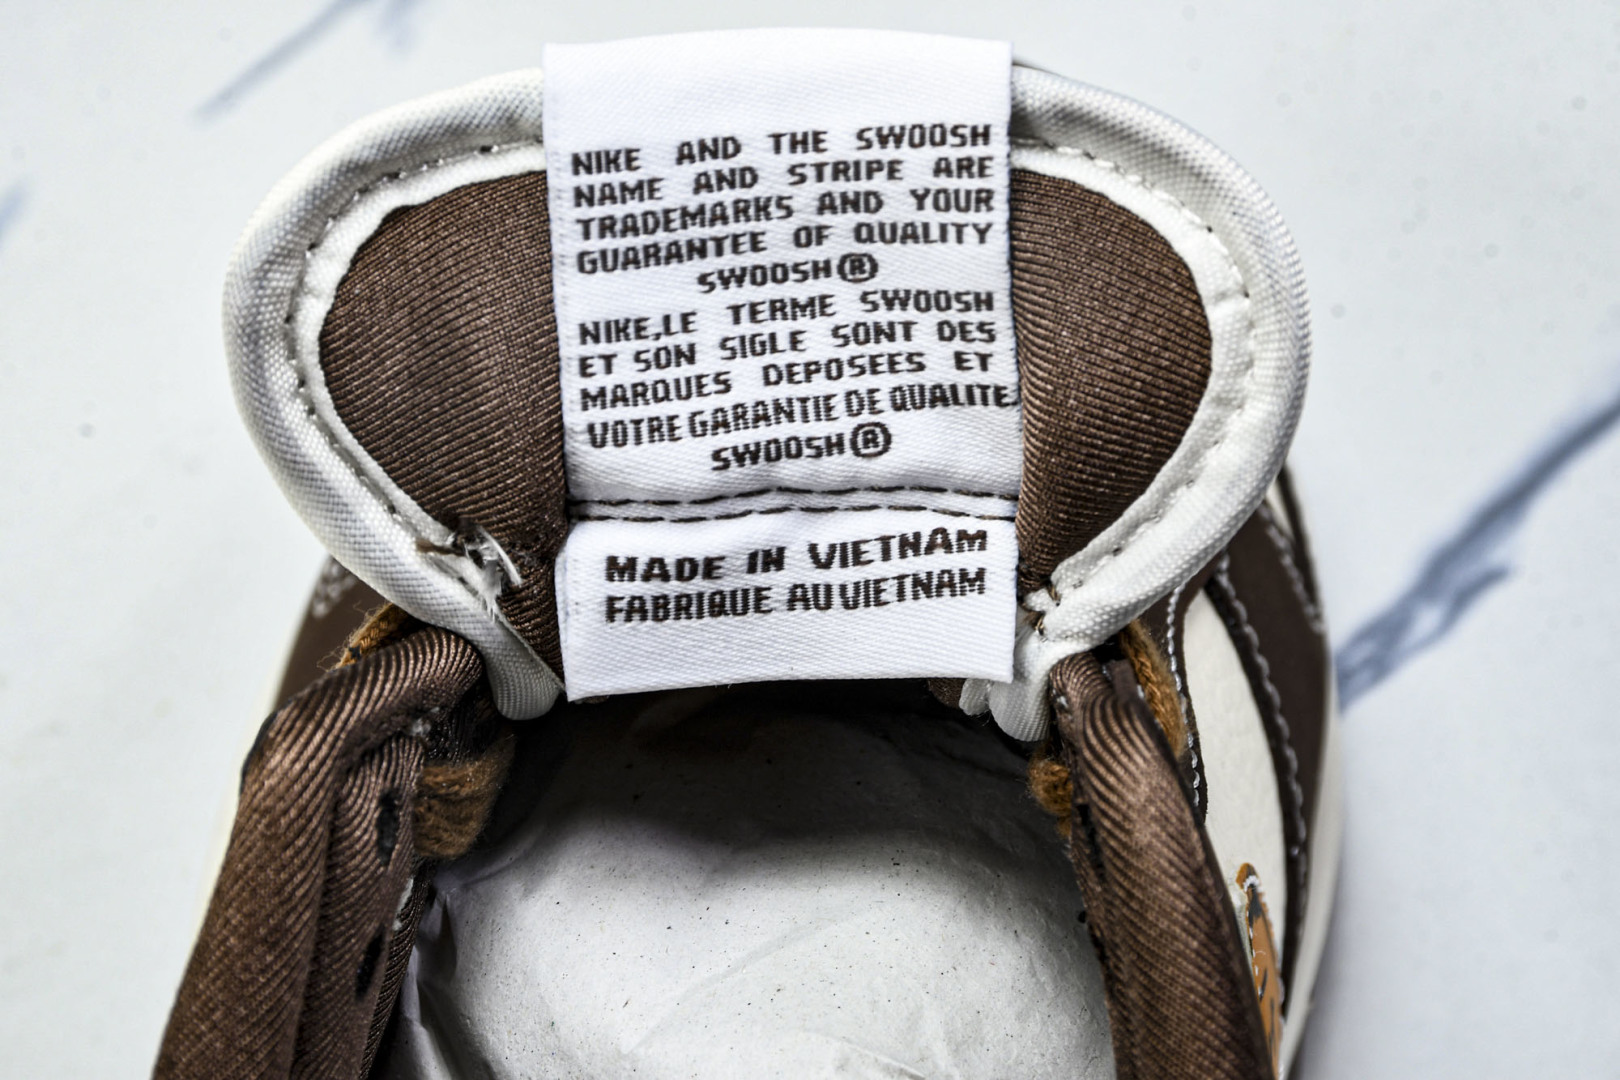 NIKE AND THE SWOOSH
NAME AND STRIPE ARE
TRADEMARKS AND YOUR
GUARANTEE OF QUALITY
SWOOSH®
NIKE,LE TERME SWOOSH
ET SON SIGLE SONT DES
MARQUES DEPOSEES ET
VOTRE GARANTIE DE QUALITE
SWOOSH®
MADE IN VIETNAM
FABRIQUE AU VIETNAM